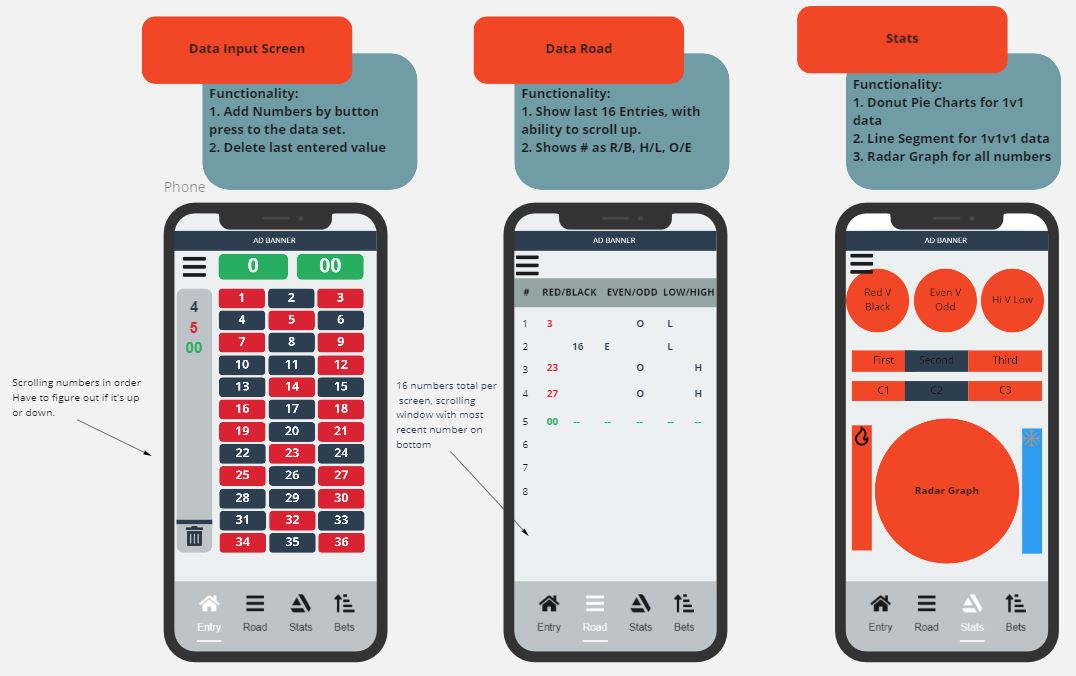 Data Input Screen
Functionality:
1. Add Numbers by button
press to the data set.
2. Delete last entered value
Data Road
Functionality:
1. Show last 16 Entries, with
ability to scroll up.
2. Shows # as R/B, H/L, O/E
Stats
Functionality:
1. Donut Pie Charts for 1v1
data
2. Line Segment for 1v1v1 data
3. Radar Graph for all numbers
Phone
AD BANNER
0 00
4
5
00
1 2 3
4 5 6
7 8 9
10 11 12
13 14 15
16 17 18
19 20 21
22 23 24
25 26 27
28 29 30
31 32 33
34 35 36
Entry Road Stats Bets
Scrolling numbers in order
Have to figure out if it's up
or down.
AD BANNER
# RED/BLACK EVEN/ODD LOW/HIGH
1 3 O L
2 16 E L
3 23 O H
4 27 O H
5 00 -- -- -- -- --
6
7
8
Entry Road Stats Bets
16 numbers total per
screen, scrolling
window with most
recent number on
bottom
AD BANNER
Red V
Black
Even V
Odd
Hi V Low
First Second Third
C1 C2 C3
Radar Graph
Entry Road Stats Bets